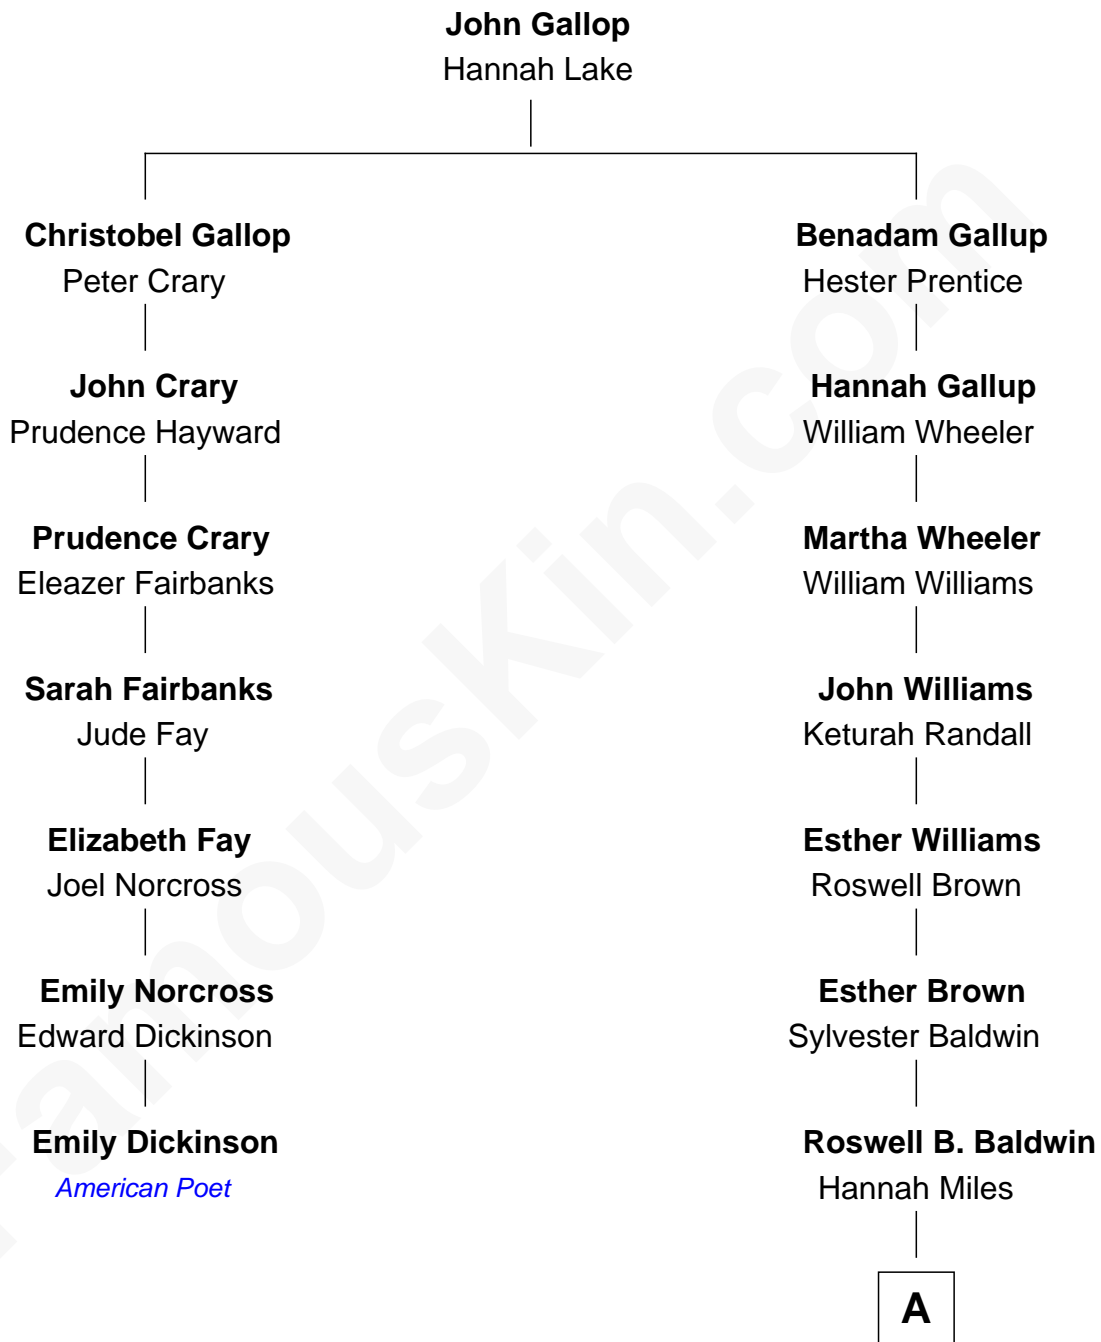 John Gallop
Hannah Lake
Christobel Gallop
Peter Crary
Benadam Gallup
Hester Prentice
John Crary
Prudence Hayward
Hannah Gallup
William Wheeler
Prudence Crary
Eleazer Fairbanks
Martha Wheeler
William Williams
Sarah Fairbanks
Jude Fay
John Williams
Keturah Randall
Elizabeth Fay
Joel Norcross
Esther Williams
Roswell Brown
Emily Norcross
Edward Dickinson
Esther Brown
Sylvester Baldwin
Emily Dickinson
American Poet
Roswell B. Baldwin
Hannah Miles
A
FamousKin.com